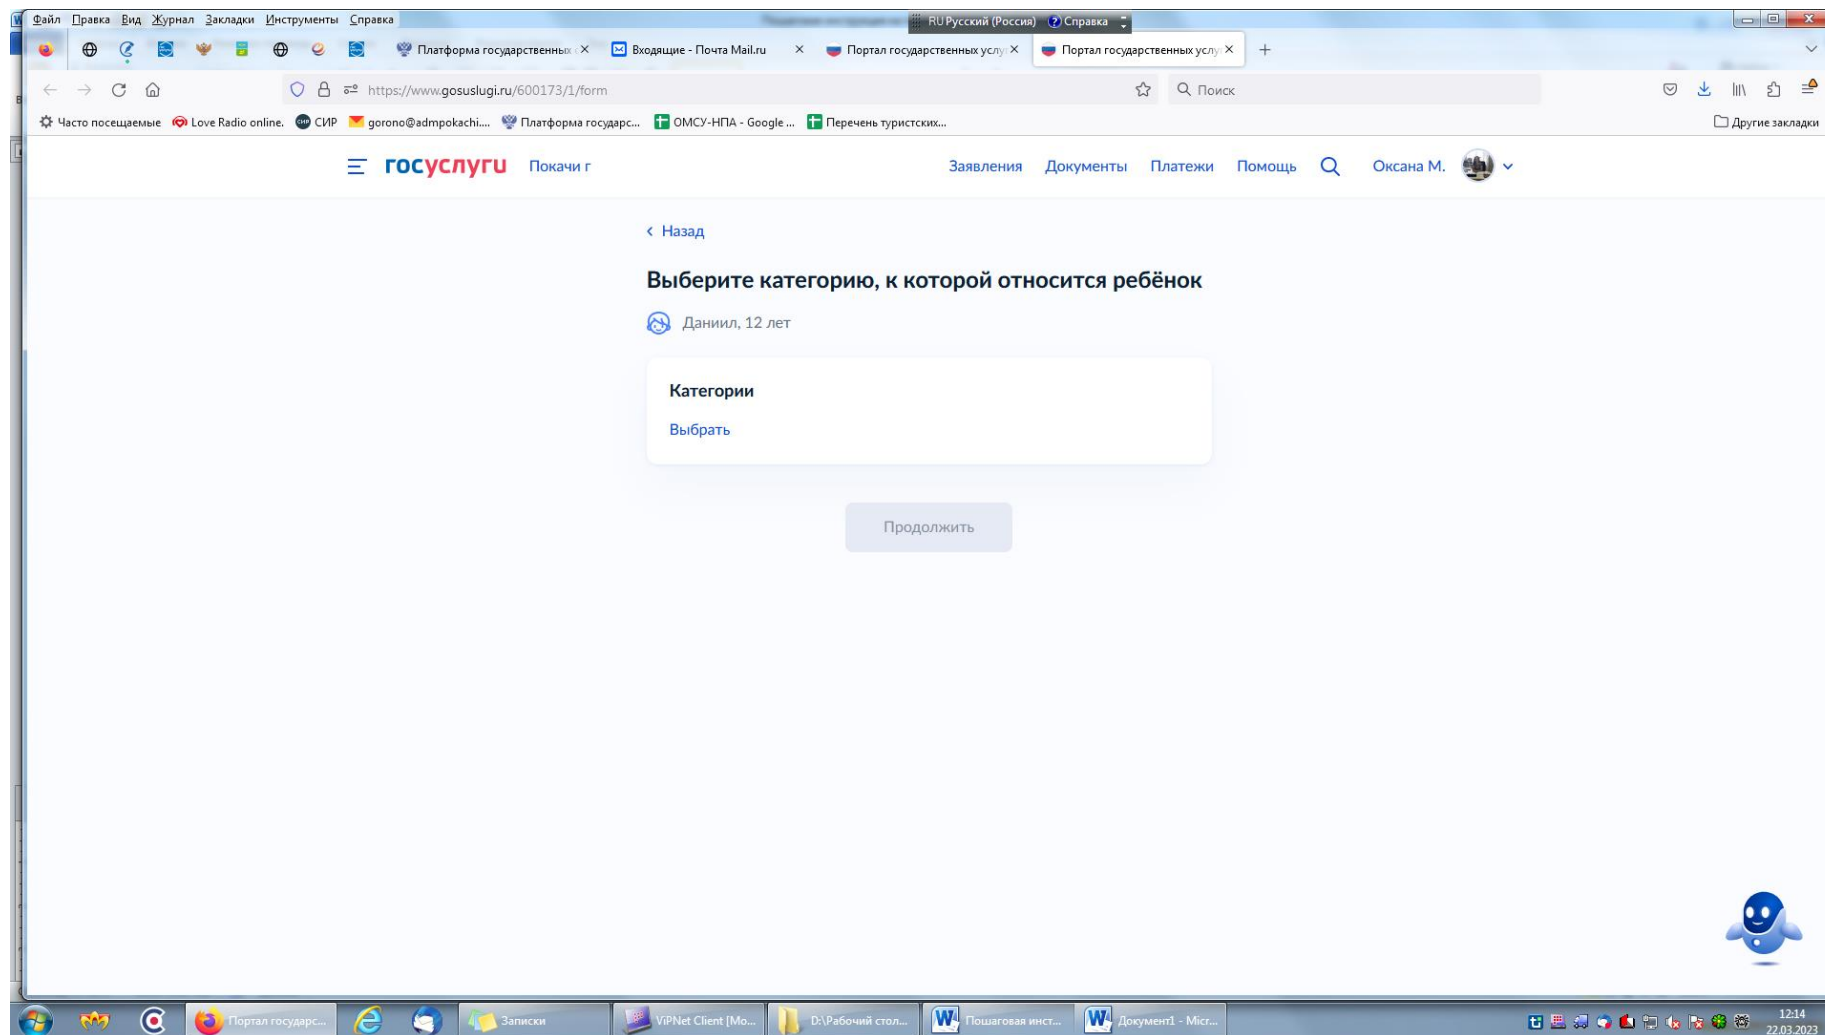 Файл Правка Вид Журнал Закладки Инструменты Справка
RU Русский (Россия) Справка
Платформа государственных с
Входящие - Почта Mail.ru
Портал государственных услу
Портал государственных услу
https://www.gosuslugi.ru/600173/1/form
Поиск
Часто посещаемые
Love Radio online.
СИР
gorono@admpokachi....
Платформа государс...
ОМСУ-НПА - Google ...
Перечень туристских...
Другие закладки
госуслуги Покачи г
Заявления Документы Платежи Помощь Оксана М.
Назад
Выберите категорию, к которой относится ребёнок
Даниил, 12 лет
Категории
Выбрать
Продолжить
Портал государс...
Записки
ViPNet Client [Мо...
D:\Рабочий стол...
Пошаговая инст...
Документ1 - Micr...
12:14
22.03.2023